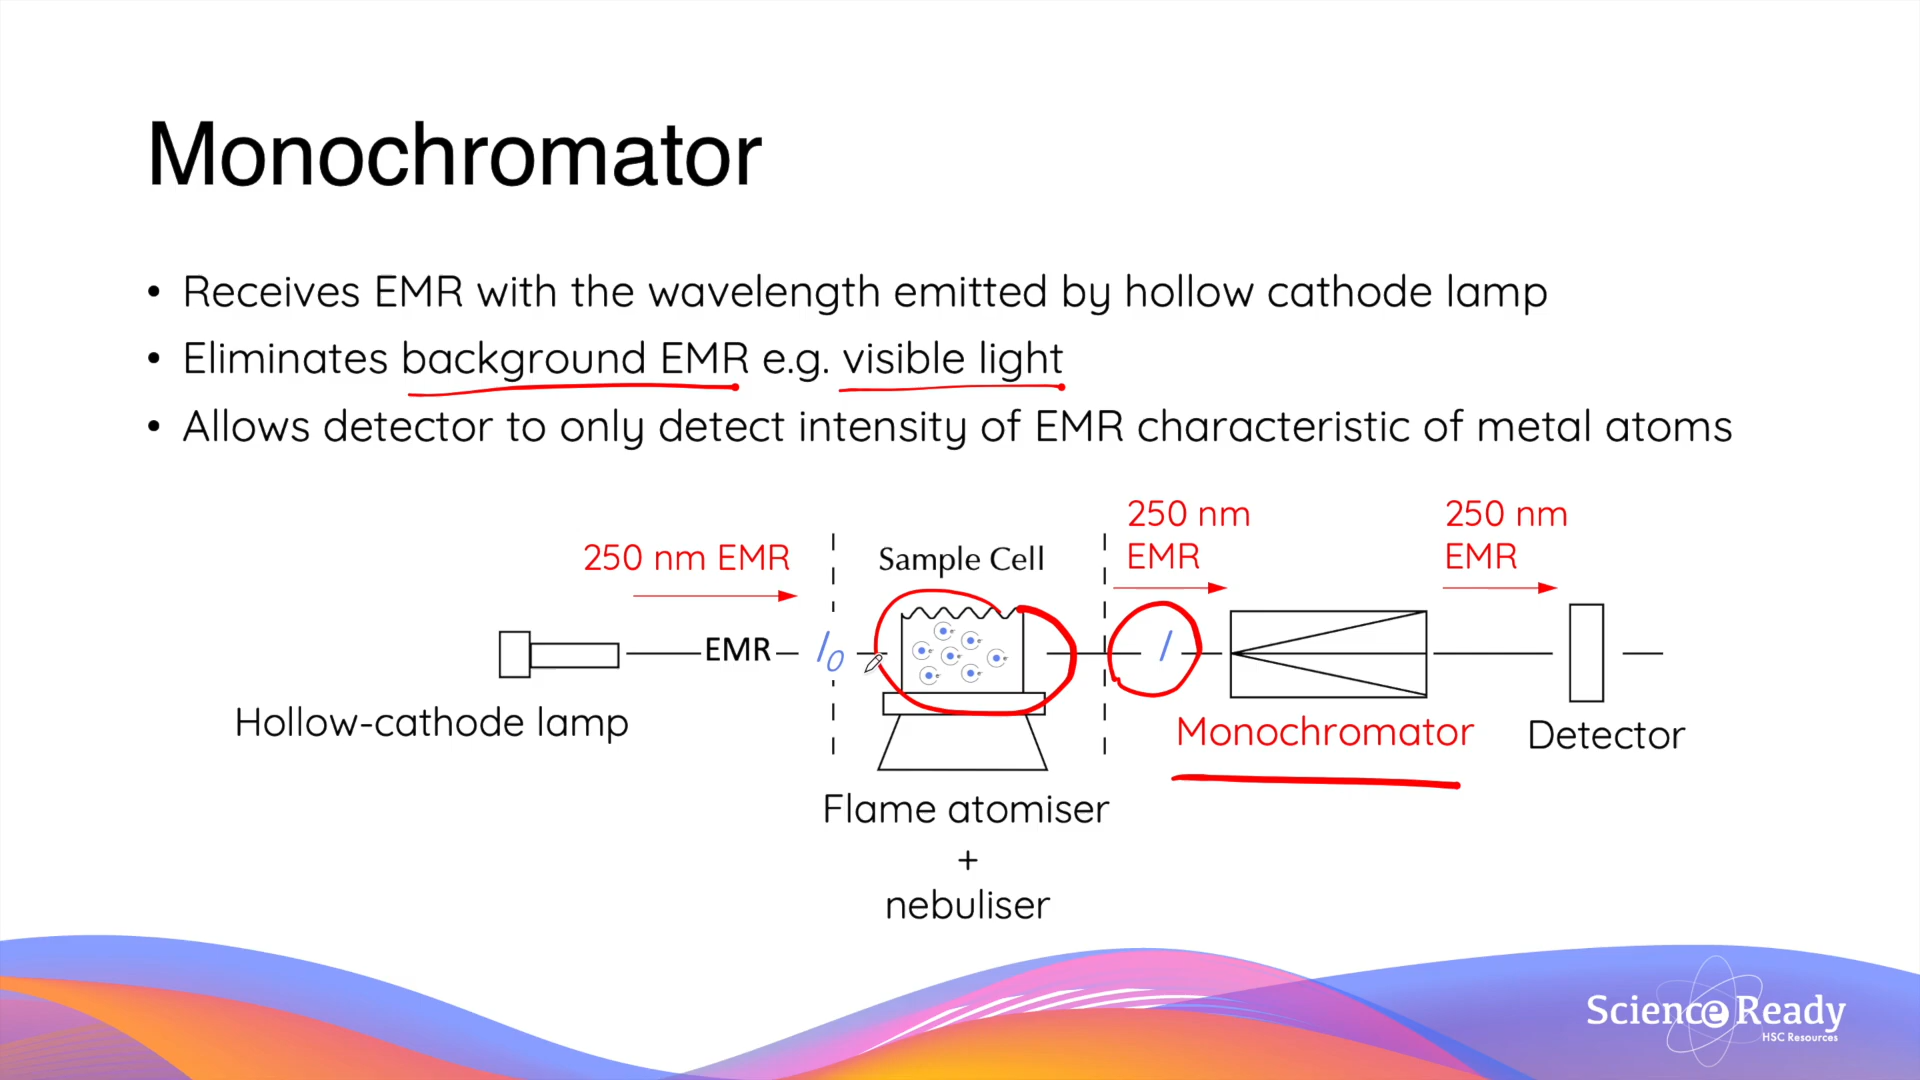 Monochromator
• Receives EMR with the wavelength emitted by hollow cathode lamp
• Eliminates background EMR e.g. visible light
• Allows detector to only detect intensity of EMR characteristic of metal atoms
250 nm EMR
Sample Cell
250 nm
EMR
250 nm
EMR
EMR
I₀
I
Hollow-cathode lamp
Monochromator
Detector
Flame atomiser
+
nebuliser
Science Ready
HSC Resources